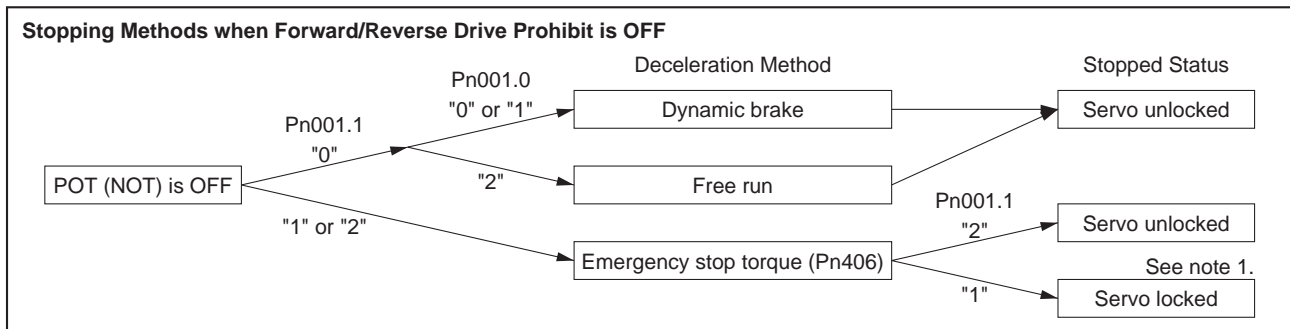 Stopping Methods when Forward/Reverse Drive Prohibit is OFF
Deceleration Method
Stopped Status
Pn001.0
"0" or "1"
Dynamic brake
Servo unlocked
Pn001.1
"0"
POT (NOT) is OFF
"2"
Free run
"1" or "2"
Pn001.1
"2"
Servo unlocked
Emergency stop torque (Pn406)
See note 1.
"1"
Servo locked